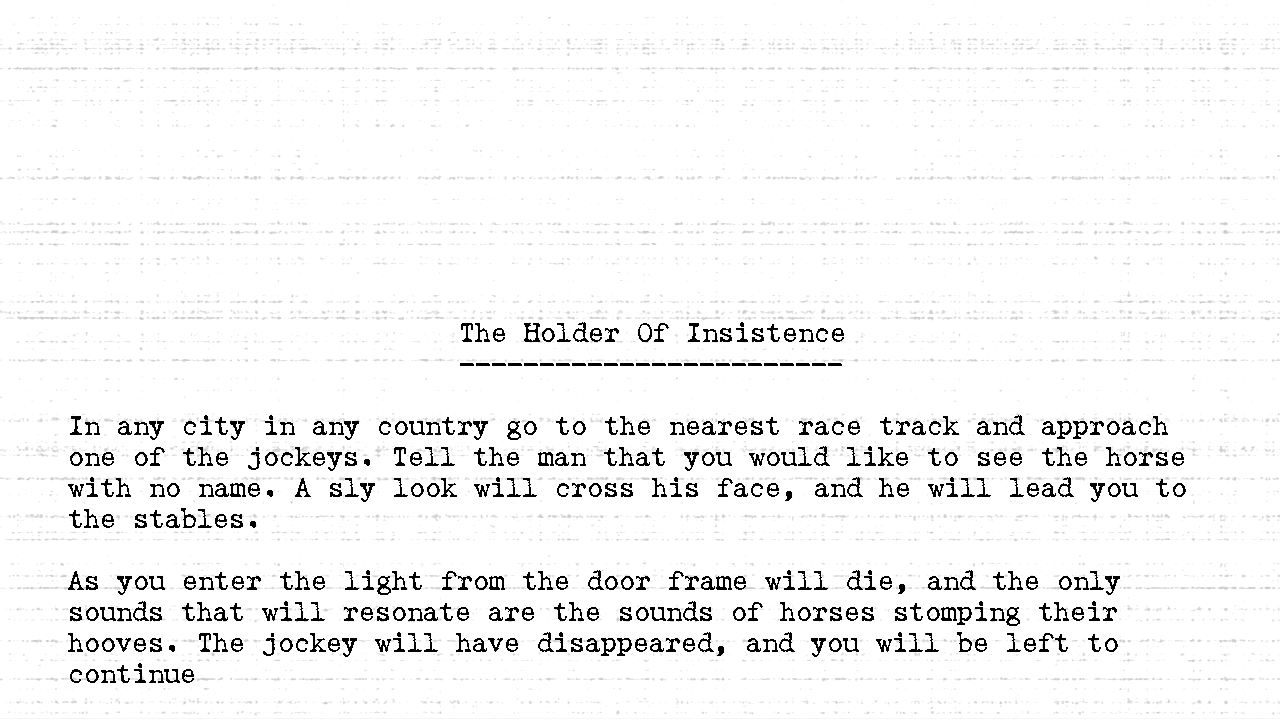 The Holder Of Insistence
------------------------
In any city in any country go to the nearest race track and approach
one of the jockeys. Tell the man that you would like to see the horse
with no name. A sly look will cross his face, and he will lead you to
the stables.
As you enter the light from the door frame will die, and the only
sounds that will resonate are the sounds of horses stomping their
hooves. The jockey will have disappeared, and you will be left to
continue